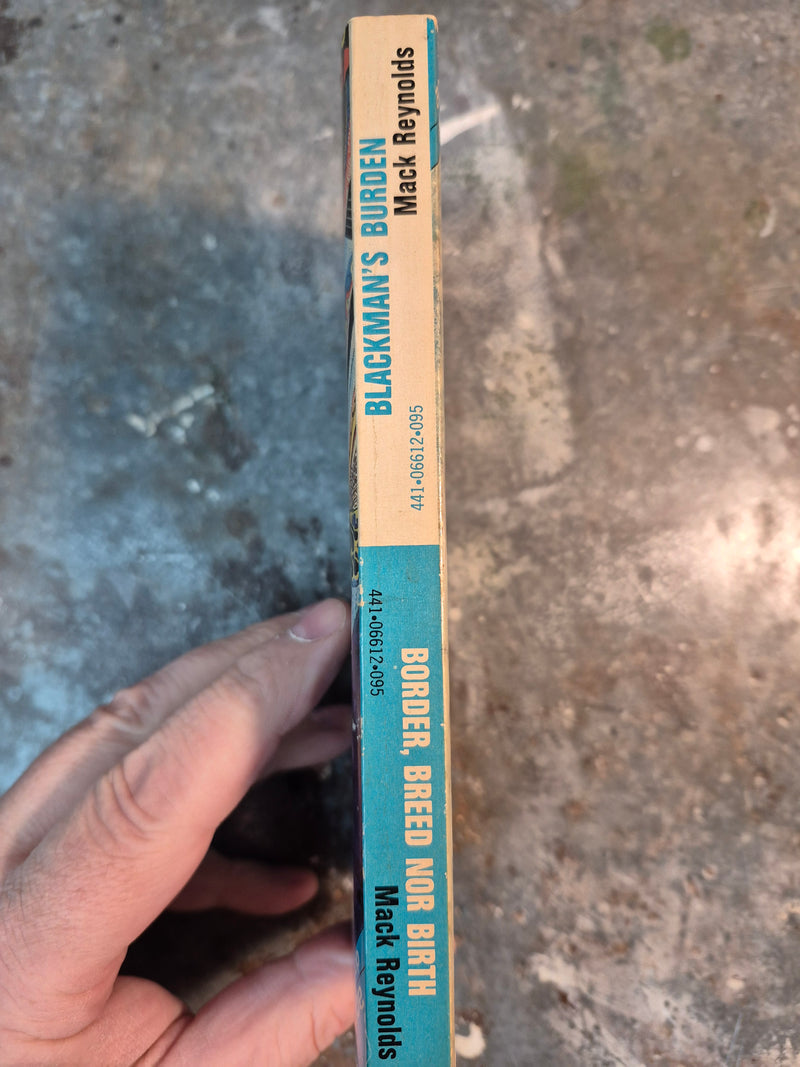 BLACKMAN'S BURDEN
Mack Reynolds
441•06612•095
441•06612•095
BORDER, BREED NOR BIRTH
Mack Reynolds